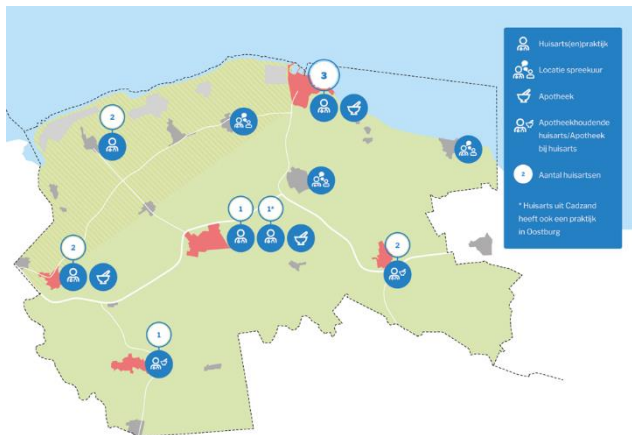 3
2
1
1*
2
2
1
Huisarts(en)praktijk
Locatie spreekuur
Apotheek
Apotheekhoudende
huisarts/Apotheek
bij huisarts
2
Aantal huisartsen
* Huisarts uit Cadzand
heeft ook een praktijk
in Oostburg